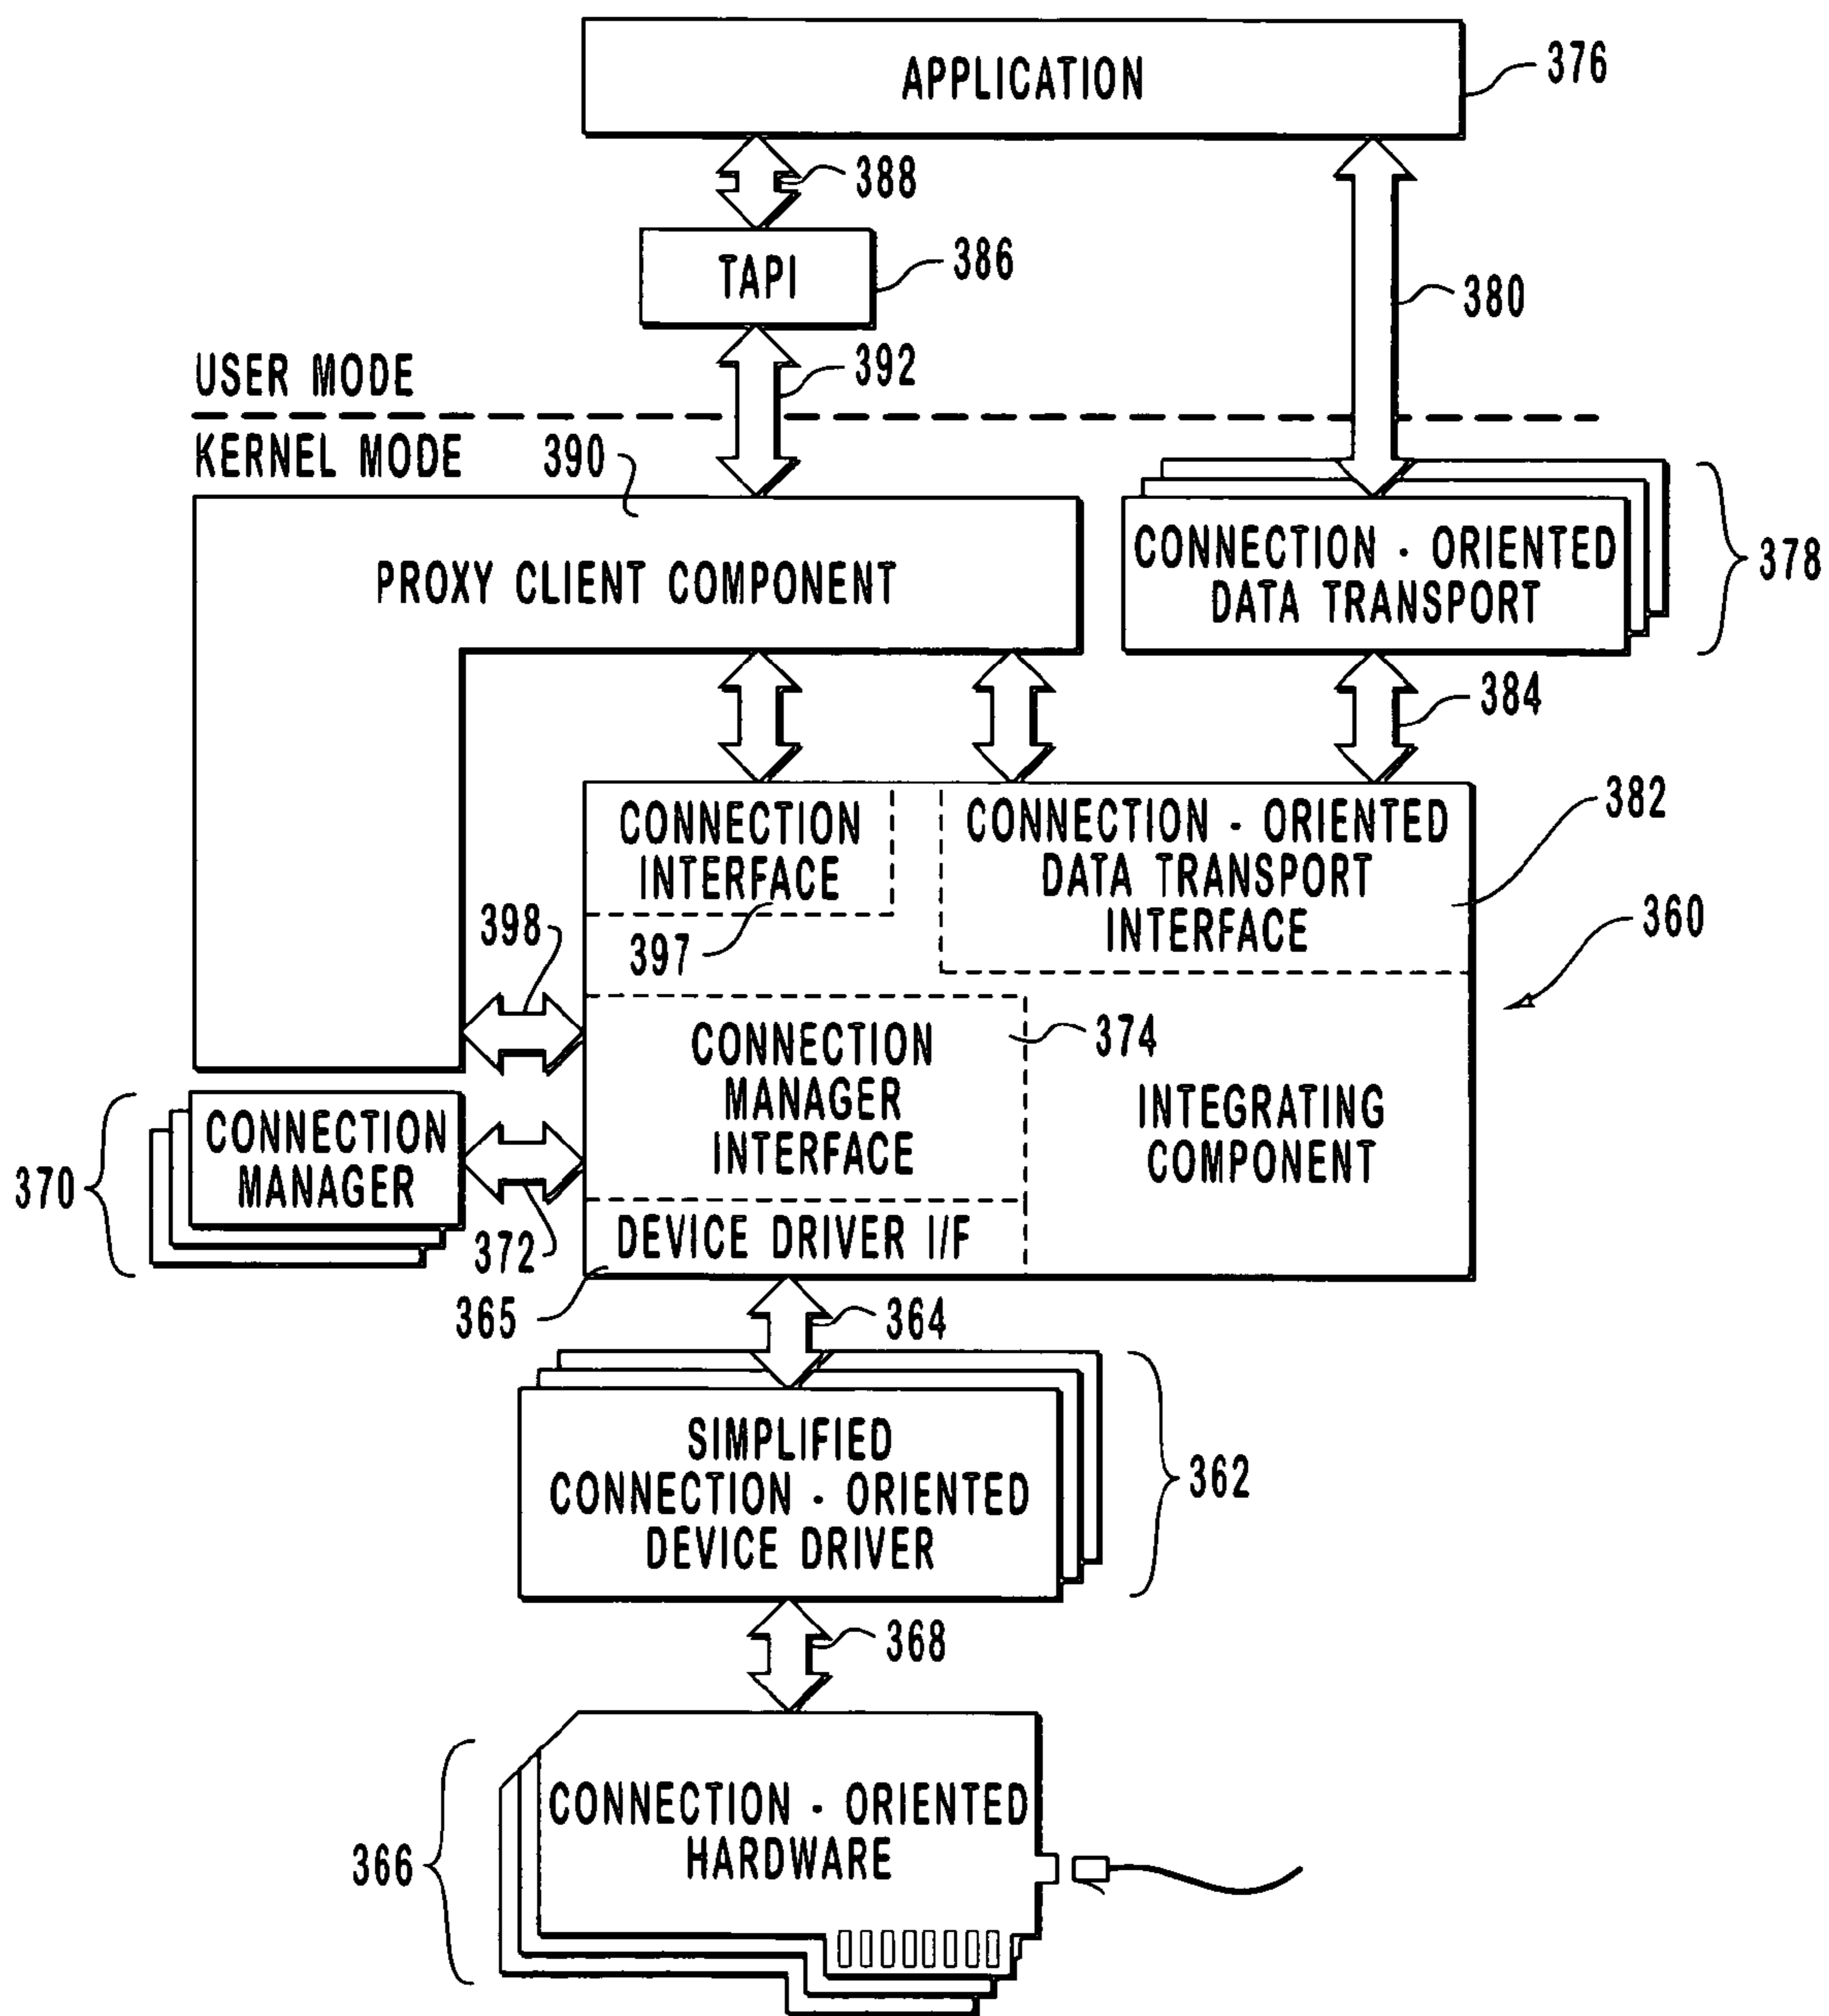 APPLICATION
376
388
TAPI
386
380
392
USER MODE
KERNEL MODE
390
PROXY CLIENT COMPONENT
CONNECTION - ORIENTED
DATA TRANSPORT
378
384
CONNECTION
INTERFACE
397
CONNECTION - ORIENTED
DATA TRANSPORT
INTERFACE
382
360
398
CONNECTION
MANAGER
INTERFACE
374
INTEGRATING
COMPONENT
370
CONNECTION
MANAGER
372
DEVICE DRIVER I/F
365
364
SIMPLIFIED
CONNECTION - ORIENTED
DEVICE DRIVER
362
368
CONNECTION - ORIENTED
HARDWARE
366